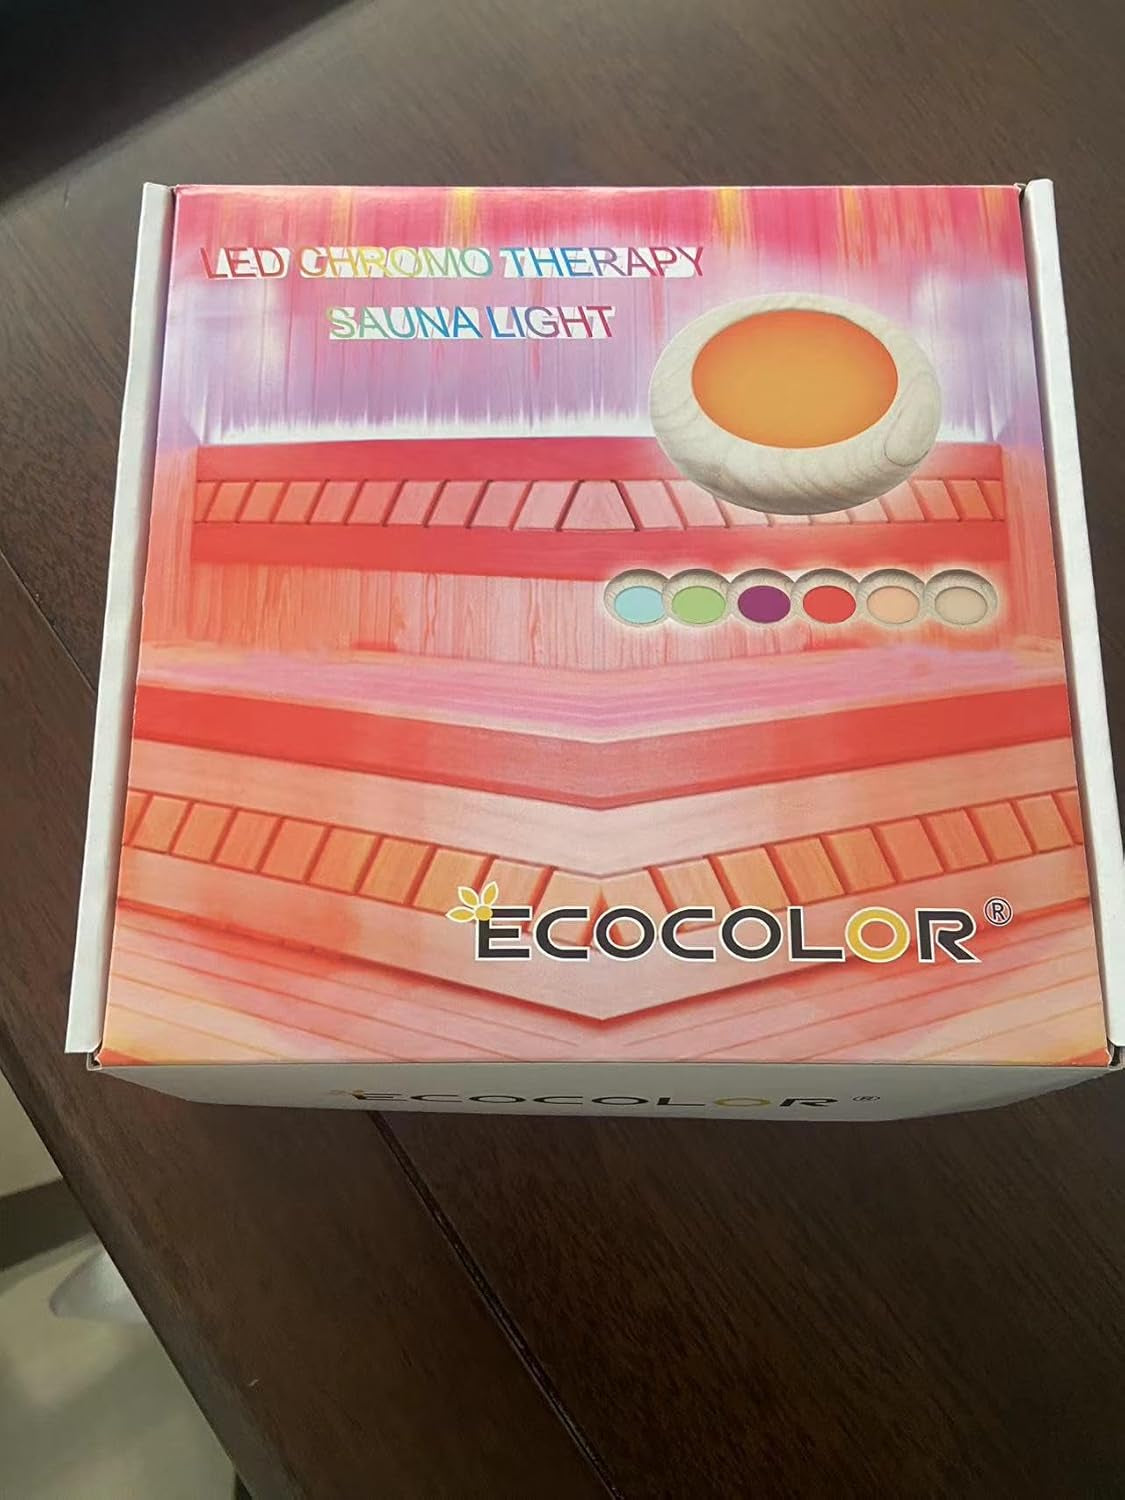 LED CHROMO THERAPY
SAUNA LIGHT
ECOCOLOR®
ECOCOLOR®